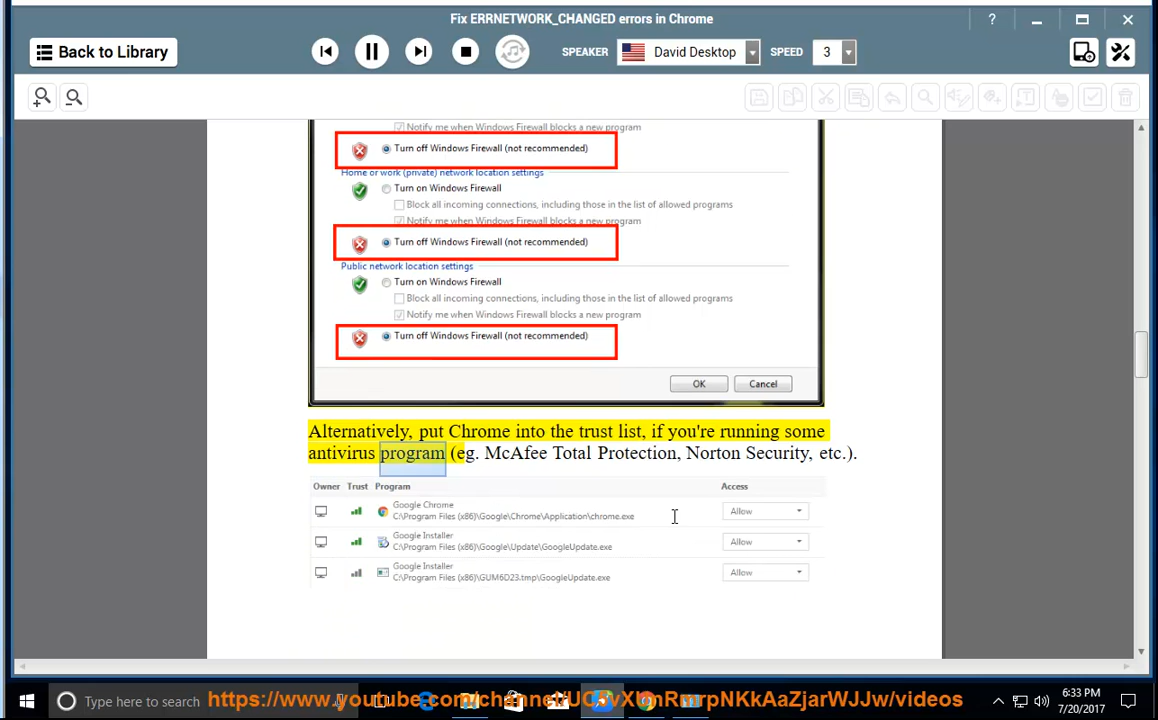 Fix ERRNETWORK_CHANGED errors in Chrome
Back to Library
SPEAKER
David Desktop
SPEED
3
Notify me when Windows Firewall blocks a new program
Turn off Windows Firewall (not recommended)
Home or work (private) network location settings
Turn on Windows Firewall
Block all incoming connections, including those in the list of allowed programs
Notify me when Windows Firewall blocks a new program
Turn off Windows Firewall (not recommended)
Public network location settings
Turn on Windows Firewall
Block all incoming connections, including those in the list of allowed programs
Notify me when Windows Firewall blocks a new program
Turn off Windows Firewall (not recommended)
OK
Cancel
Alternatively, put Chrome into the trust list, if you're running some
antivirus program (eg. McAfee Total Protection, Norton Security, etc.).
Owner Trust Program Access
Google Chrome
C:\Program Files (x86)\Google\Chrome\Application\chrome.exe
Allow
Google Installer
C:\Program Files (x86)\Google\Update\GoogleUpdate.exe
Allow
Google Installer
C:\Program Files (x86)\GUM6D23.tmp\GoogleUpdate.exe
Allow
Type here to search
6:33 PM
7/20/2017